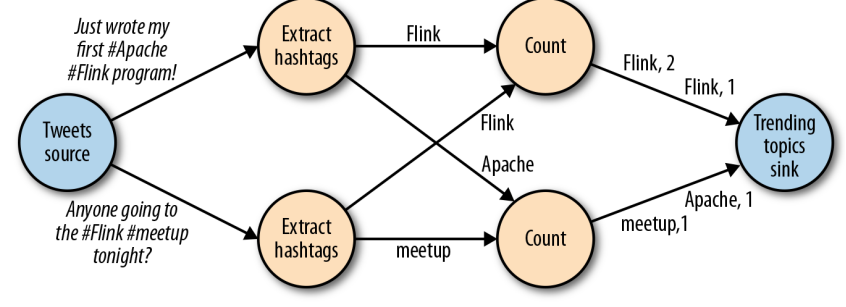 Just wrote my
first #Apache
#Flink program!
Extract
hashtags
Flink
Count
Flink, 2
Flink, 1
Tweets
source
Flink
Apache
Trending
topics
sink
Anyone going to
the #Flink #meetup
tonight?
Extract
hashtags
meetup
Count
Apache, 1
meetup,1